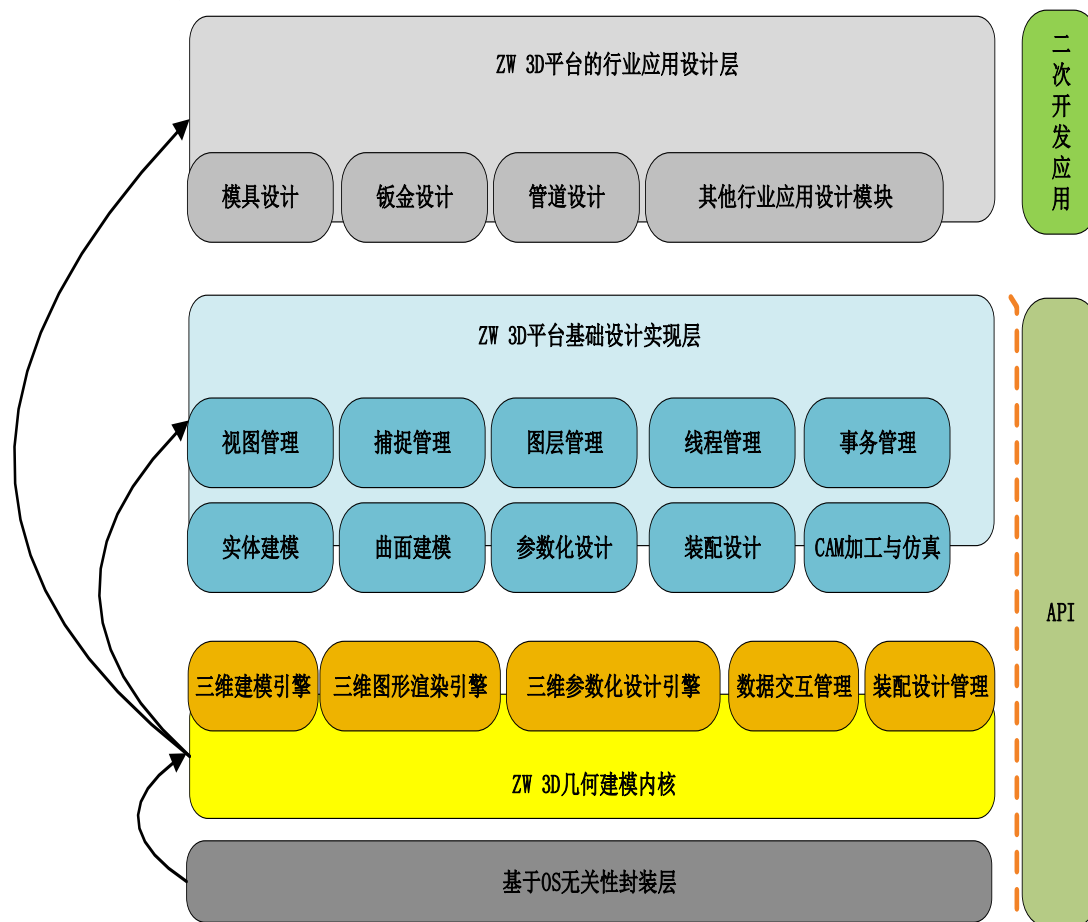 ZW 3D平台的行业应用设计层
模具设计
钣金设计
管道设计
其他行业应用设计模块
二次开发应用
ZW 3D平台基础设计实现层
视图管理
捕捉管理
图层管理
线程管理
事务管理
实体建模
曲面建模
参数化设计
装配设计
CAM加工与仿真
三维建模引擎
三维图形渲染引擎
三维参数化设计引擎
数据交互管理
装配设计管理
ZW 3D几何建模内核
基于OS无关性封装层
API